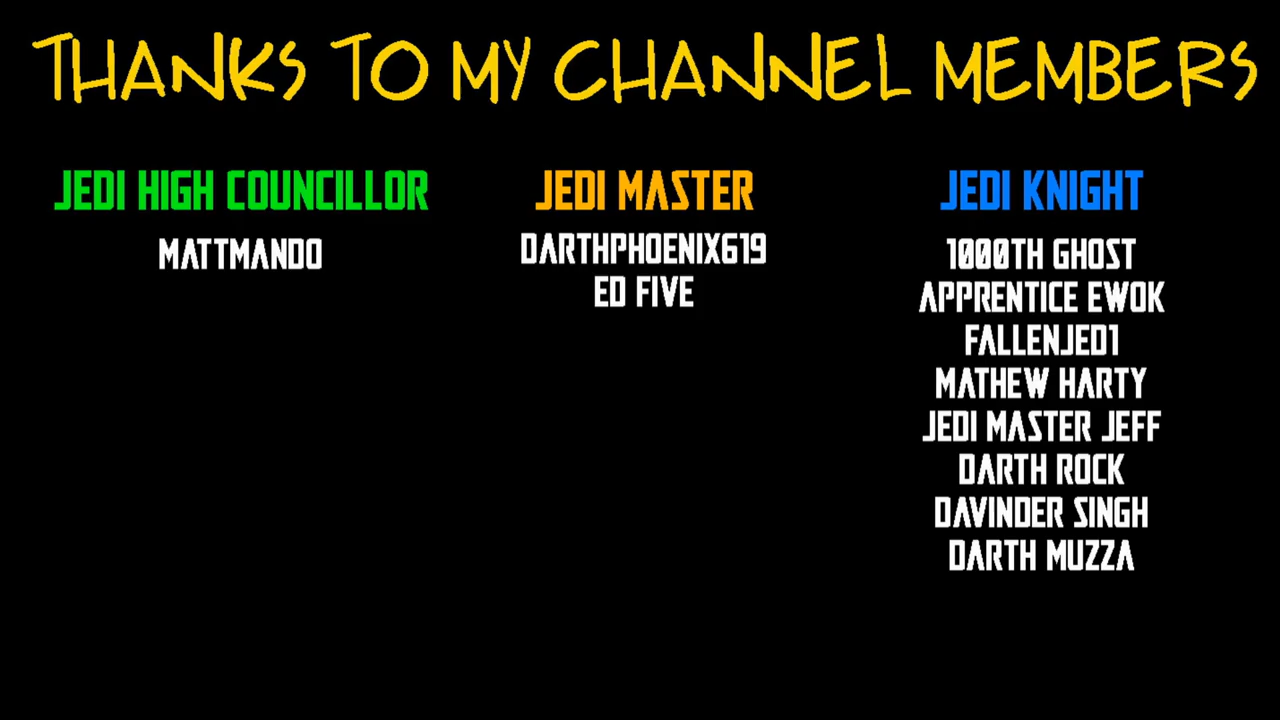 THANKS TO MY CHANNEL MEMBERS
JEDI HIGH COUNCILLOR
MATTMANDO
JEDI MASTER
DARTHPHOENIX619
ED FIVE
JEDI KNIGHT
1000TH GHOST
APPRENTICE EWOK
FALLENJED1
MATHEW HARTY
JEDI MASTER JEFF
DARTH ROCK
DAVINDER SINGH
DARTH MUZZA